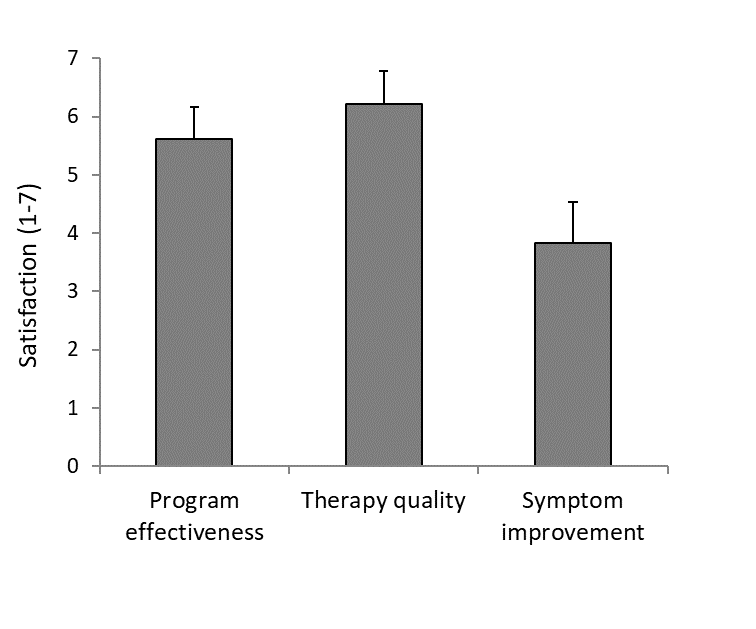 7
6
5
4
3
2
1
0
Satisfaction (1-7)
Program
effectiveness
Therapy quality
Symptom
improvement